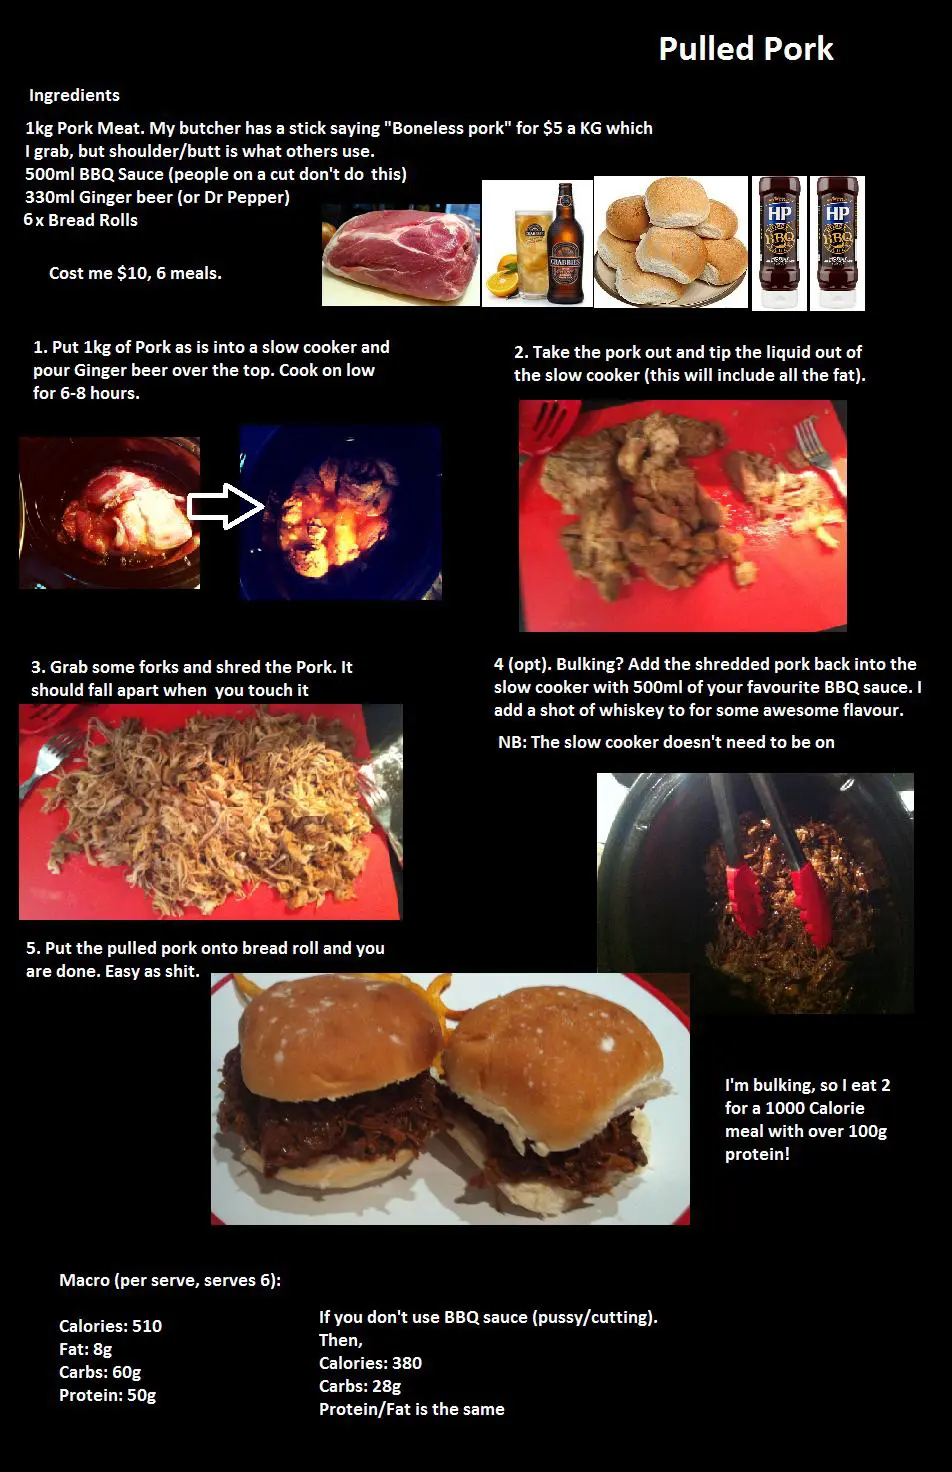 Pulled Pork
Ingredients
1kg Pork Meat. My butcher has a stick saying "Boneless pork" for $5 a KG which
I grab, but shoulder/butt is what others use.
500ml BBQ Sauce (people on a cut don't do this)
330ml Ginger beer (or Dr Pepper)
6 x Bread Rolls
Cost me $10, 6 meals.
CRABBIE'S
HP
BBQ
HP
BBQ
1. Put 1kg of Pork as is into a slow cooker and
pour Ginger beer over the top. Cook on low
for 6-8 hours.
2. Take the pork out and tip the liquid out of
the slow cooker (this will include all the fat).
3. Grab some forks and shred the Pork. It
should fall apart when you touch it
4 (opt). Bulking? Add the shredded pork back into the
slow cooker with 500ml of your favourite BBQ sauce. I
add a shot of whiskey to for some awesome flavour.
NB: The slow cooker doesn't need to be on
5. Put the pulled pork onto bread roll and you
are done. Easy as shit.
I'm bulking, so I eat 2
for a 1000 Calorie
meal with over 100g
protein!
Macro (per serve, serves 6):
Calories: 510
Fat: 8g
Carbs: 60g
Protein: 50g
If you don't use BBQ sauce (pussy/cutting).
Then,
Calories: 380
Carbs: 28g
Protein/Fat is the same